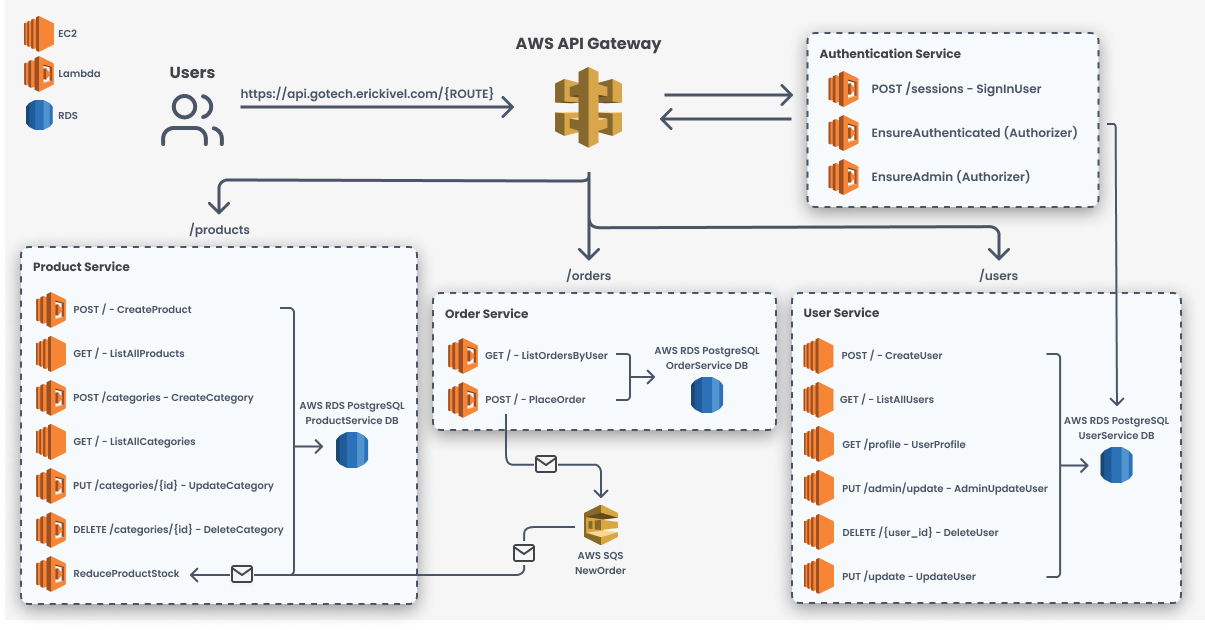 EC2
Lambda
RDS
Users
https://api.gotech.erickivel.com/{ROUTE}
AWS API Gateway
Authentication Service
POST /sessions - SignInUser
EnsureAuthenticated (Authorizer)
EnsureAdmin (Authorizer)
/products
/orders
/users
Product Service
POST / - CreateProduct
GET / - ListAllProducts
POST /categories - CreateCategory
GET / - ListAllCategories
PUT /categories/{id} - UpdateCategory
DELETE /categories/{id} - DeleteCategory
ReduceProductStock
AWS RDS PostgreSQL
ProductService DB
Order Service
GET / - ListOrdersByUser
POST / - PlaceOrder
AWS RDS PostgreSQL
OrderService DB
AWS SQS
NewOrder
User Service
POST / - CreateUser
GET / - ListAllUsers
GET /profile - UserProfile
PUT /admin/update - AdminUpdateUser
DELETE /{user_id} - DeleteUser
PUT /update - UpdateUser
AWS RDS PostgreSQL
UserService DB